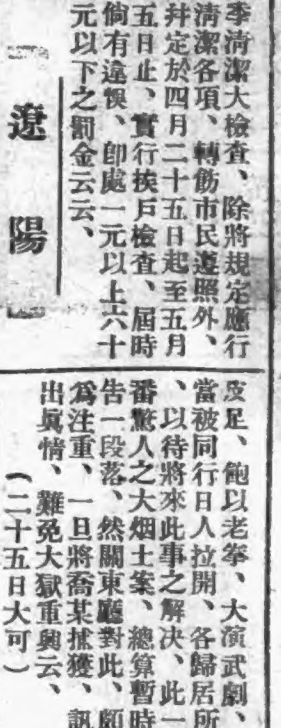 季清潔大檢查、除將規定應行
清潔各項、轉飭市民遵照外、
幷定於四月二十五日起至五月
五日止、實行挨戶檢查、屆時
倘有違悞、卽處一元以上六十
元以下之罰金云云、
遼陽
皮足、飽以老拳、大演武劇、
當被同行日人拉開、各歸居所
、以待將來此事之解决、此一
番驚人之大烟士案、總算暫時
告一段落、然關東廳對此、頗
爲注重、一旦將喬某捕獲、訊
出眞情、難免大獄重興云、
(二十五日大可)